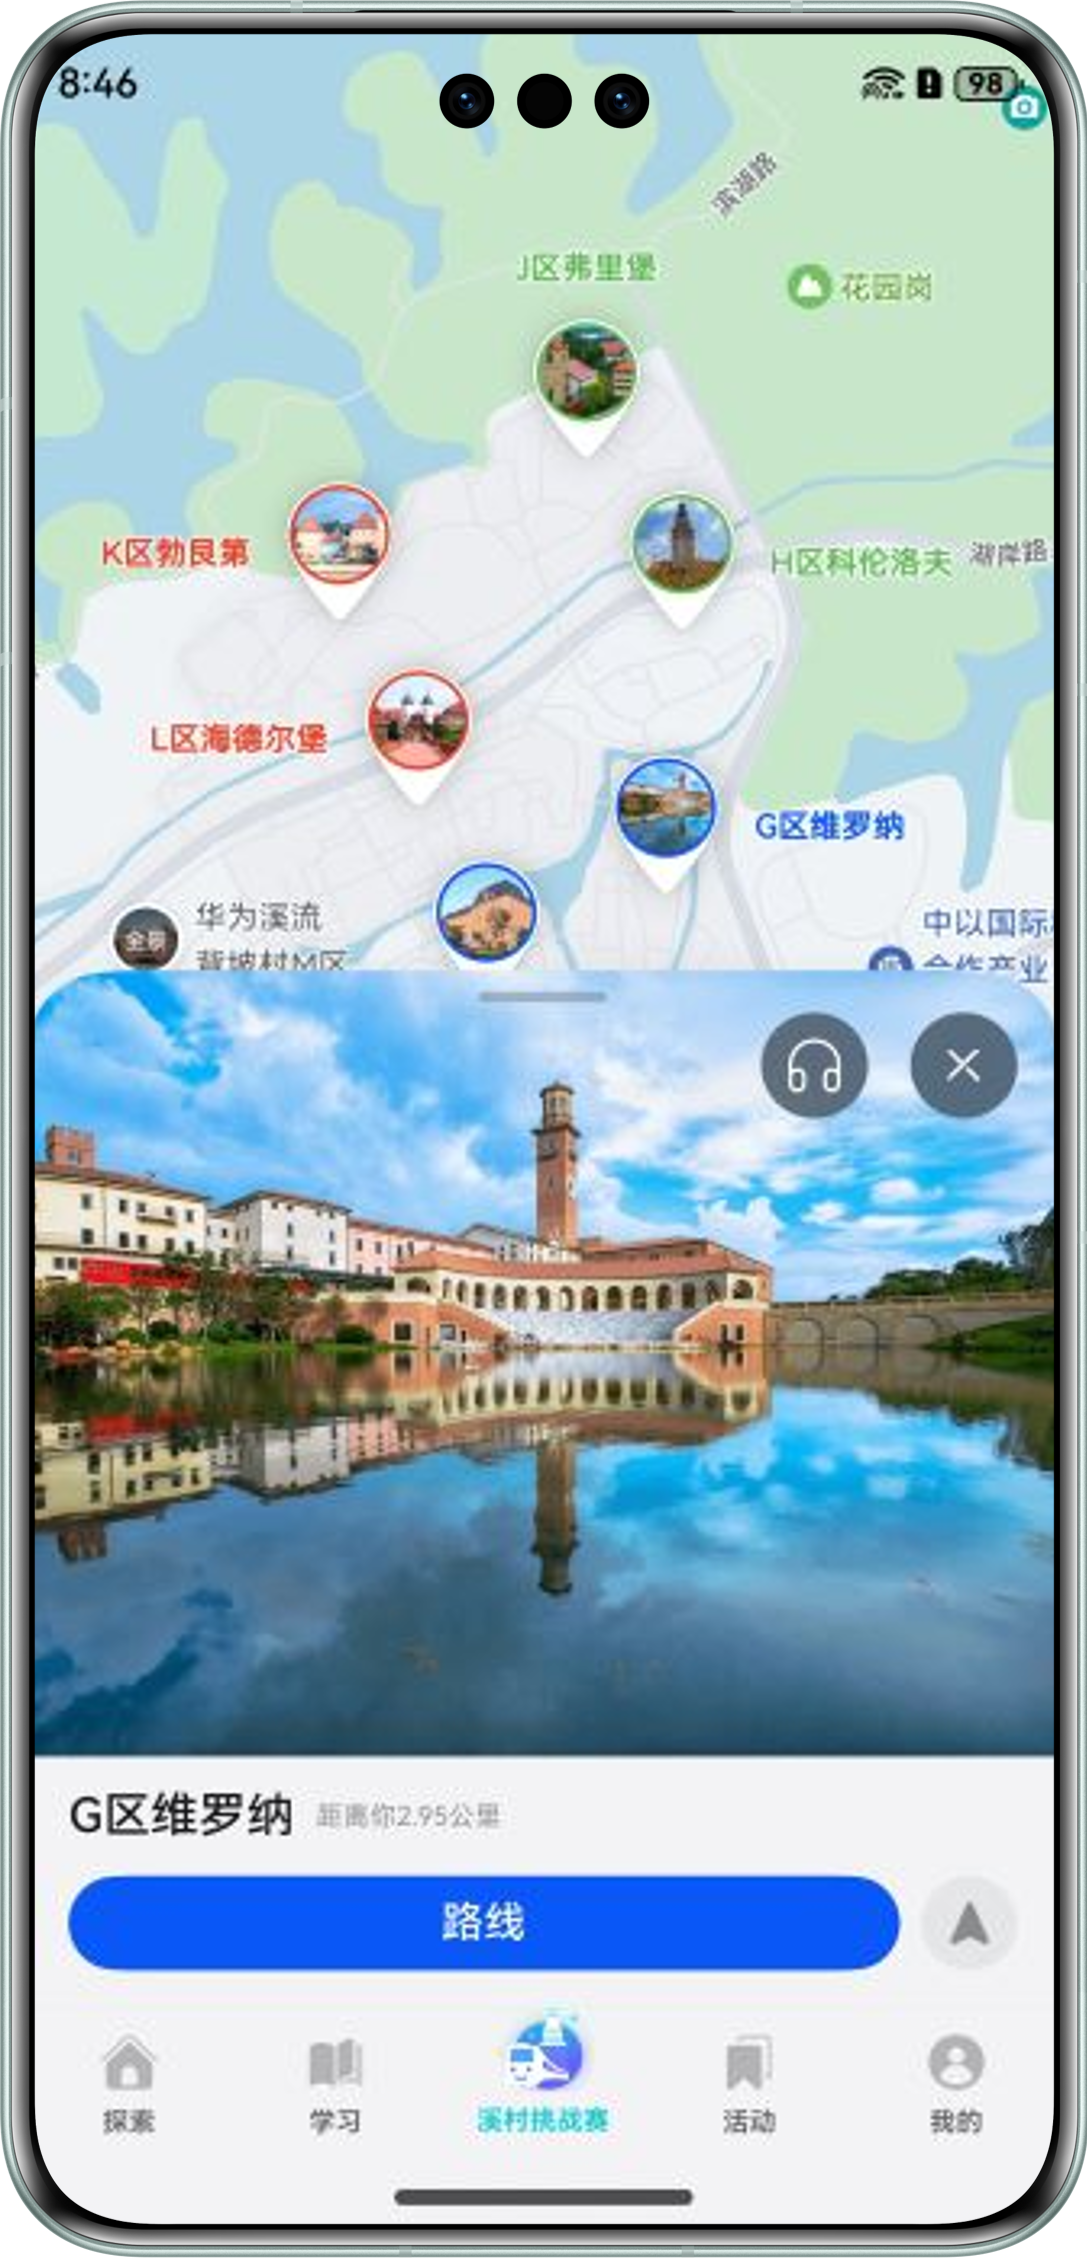 8:46
98
滨湖路
J区弗里堡
花园岗
K区勃艮第
H区科伦洛夫
湖岸路
L区海德尔堡
G区维罗纳
华为溪流
背坡村M区
全景
中以国际
合作产业
G区维罗纳 距离你2.95公里
路线
探索
学习
溪村挑战赛
活动
我的